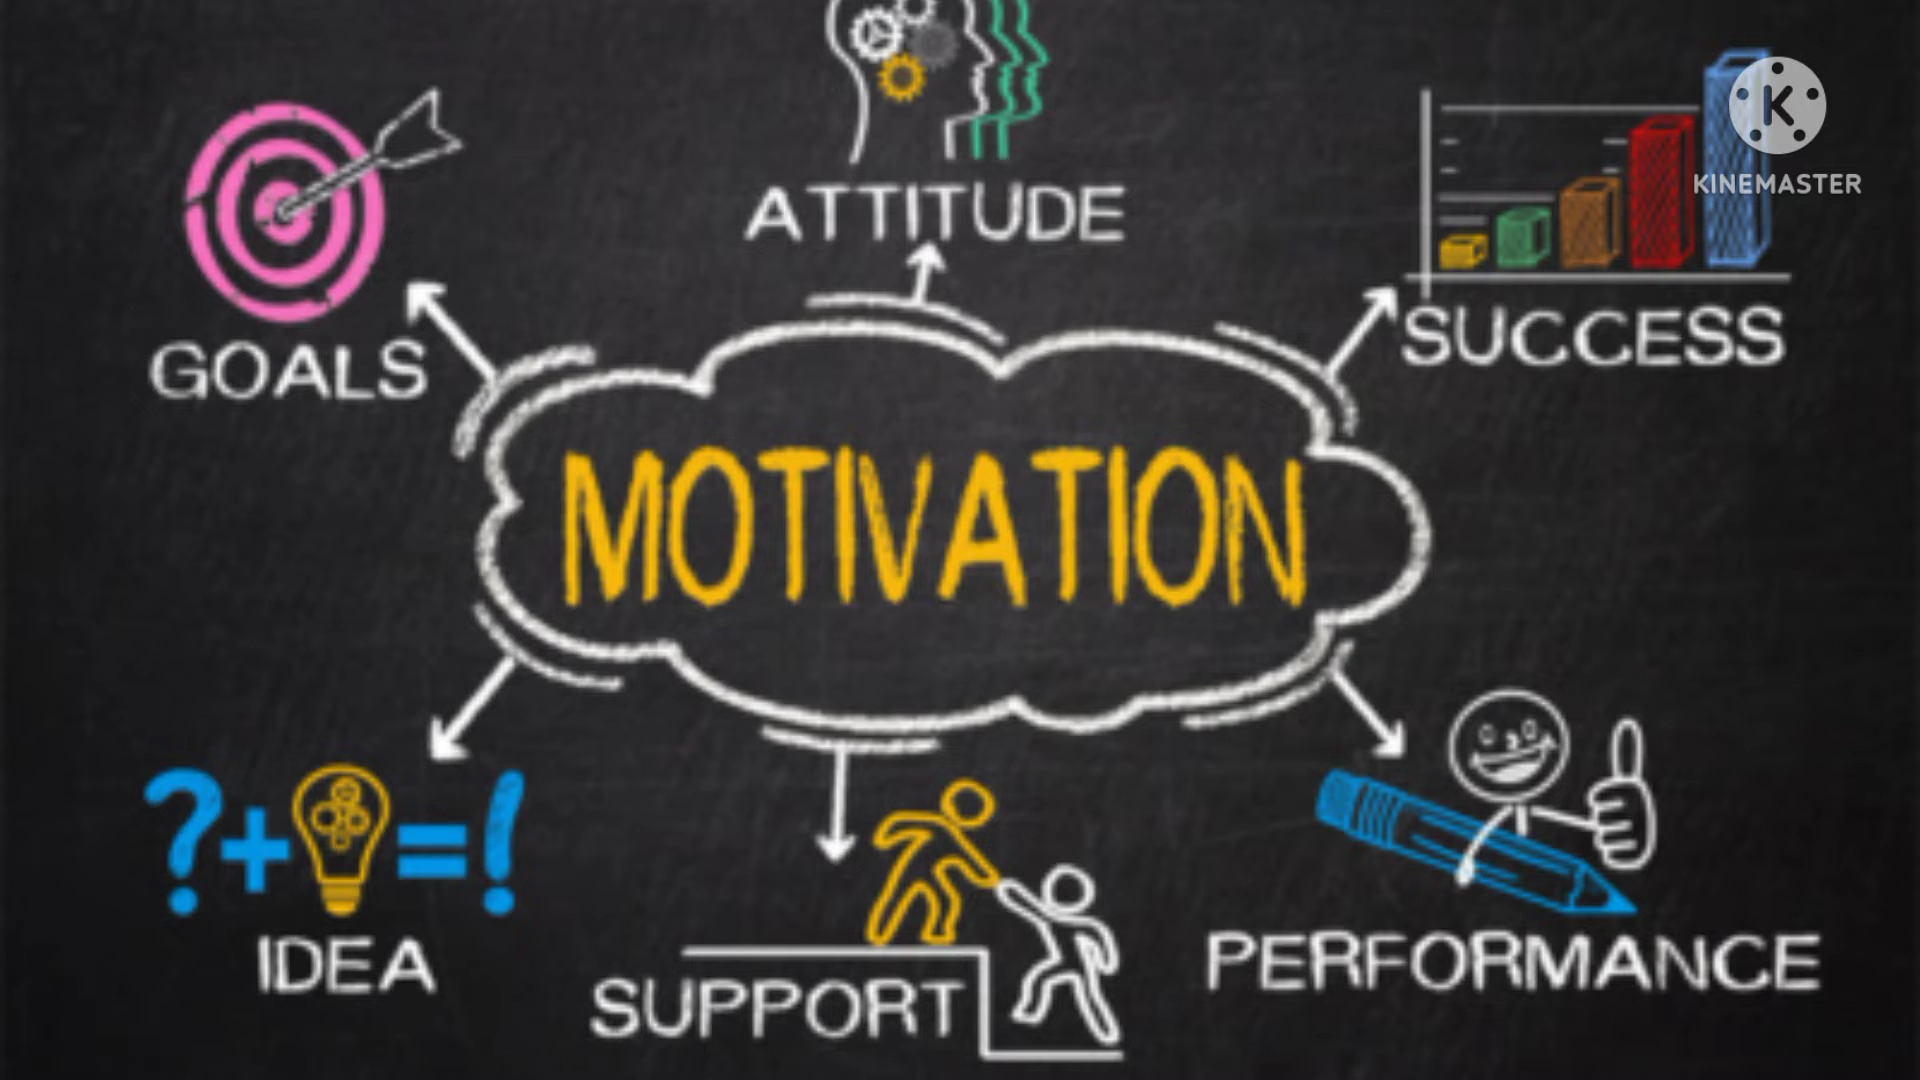 ATTITUDE
K
KINEMASTER
GOALS
SUCCESS
MOTIVATION
?+=!
IDEA
SUPPORT
PERFORMANCE